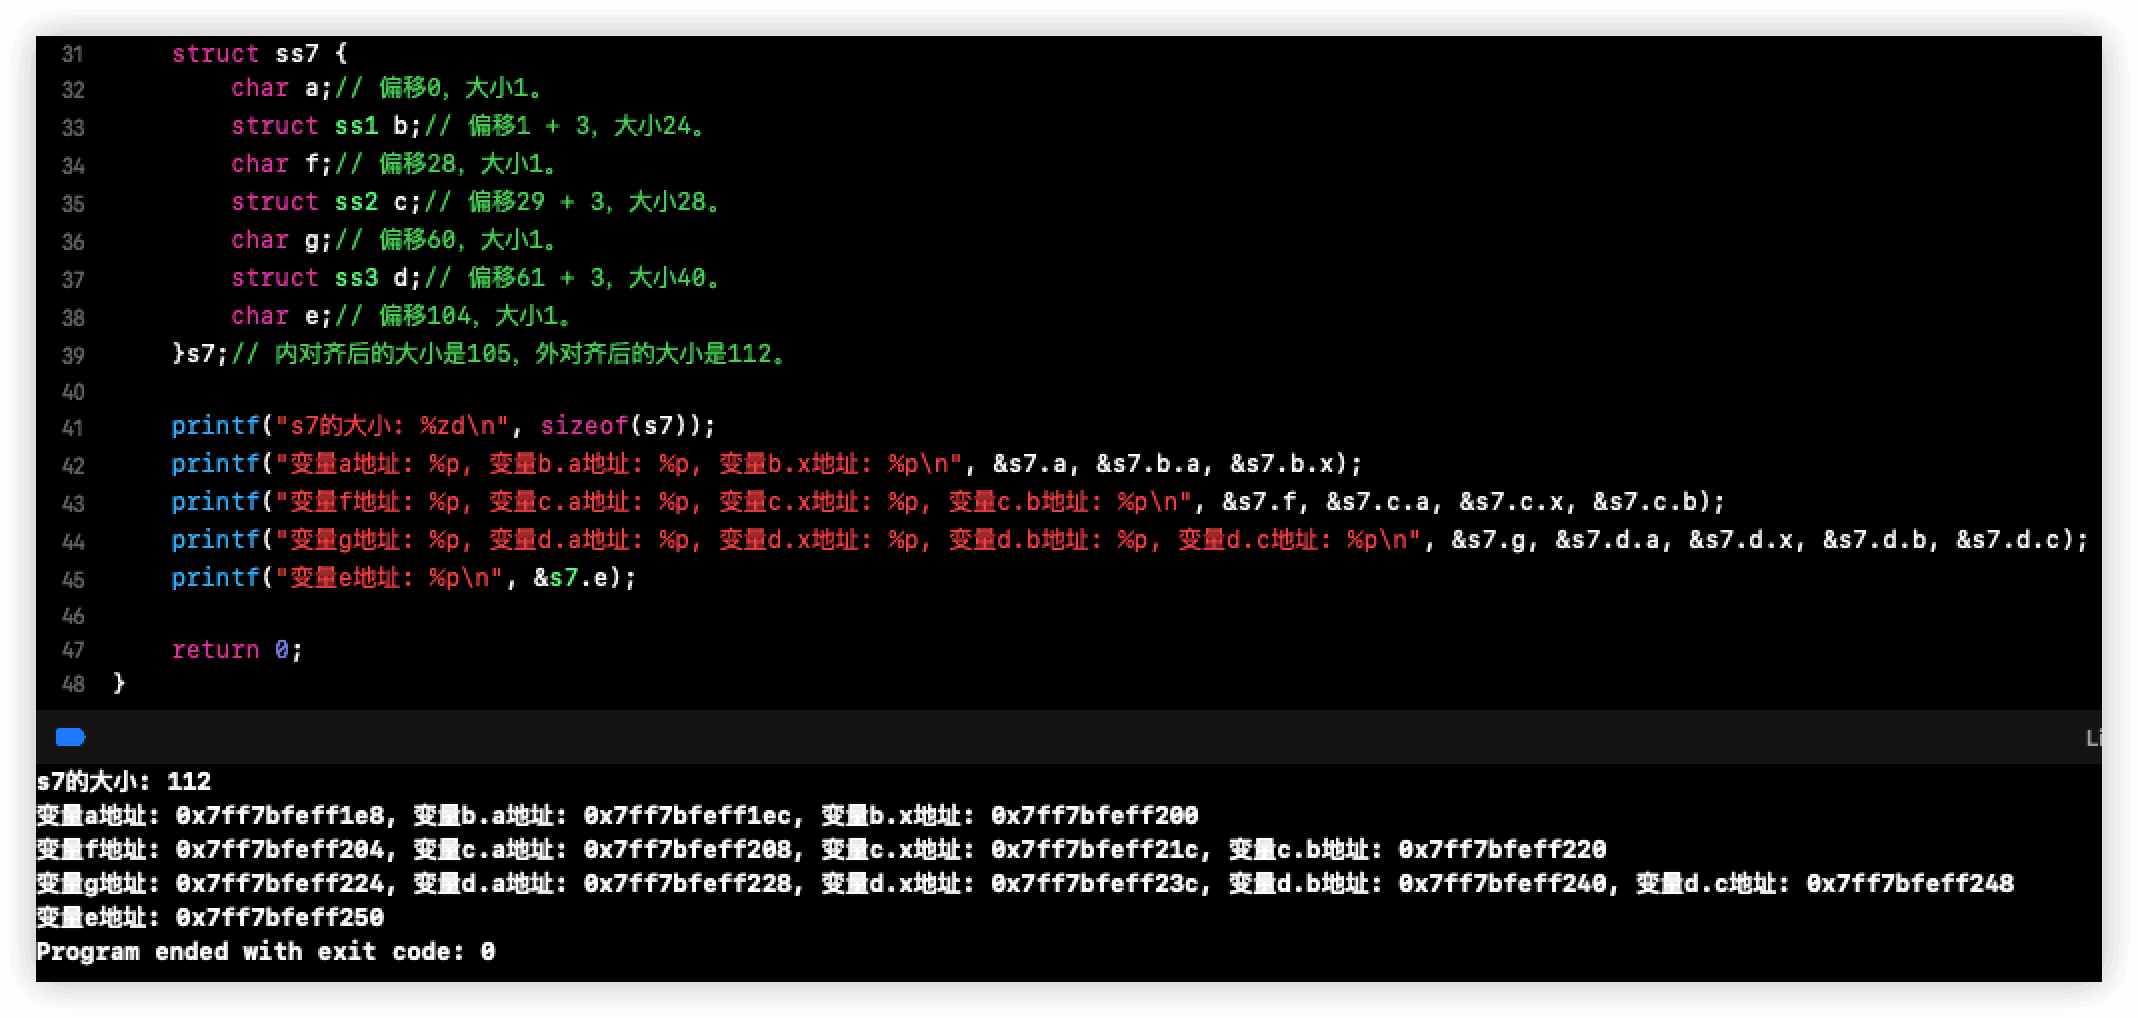 31 struct ss7 {
32 char a;// 偏移0，大小1。
33 struct ss1 b;// 偏移1 + 3，大小24。
34 char f;// 偏移28，大小1。
35 struct ss2 c;// 偏移29 + 3，大小28。
36 char g;// 偏移60，大小1。
37 struct ss3 d;// 偏移61 + 3，大小40。
38 char e;// 偏移104，大小1。
39 }s7;// 内对齐后的大小是105，外对齐后的大小是112。
40
41 printf("s7的大小: %zd\n", sizeof(s7));
42 printf("变量a地址: %p, 变量b.a地址: %p, 变量b.x地址: %p\n", &s7.a, &s7.b.a, &s7.b.x);
43 printf("变量f地址: %p, 变量c.a地址: %p, 变量c.x地址: %p, 变量c.b地址: %p\n", &s7.f, &s7.c.a, &s7.c.x, &s7.c.b);
44 printf("变量g地址: %p, 变量d.a地址: %p, 变量d.x地址: %p, 变量d.b地址: %p, 变量d.c地址: %p\n", &s7.g, &s7.d.a, &s7.d.x, &s7.d.b, &s7.d.c);
45 printf("变量e地址: %p\n", &s7.e);
46
47 return 0;
48 }
s7的大小: 112
变量a地址: 0x7ff7bfeff1e8, 变量b.a地址: 0x7ff7bfeff1ec, 变量b.x地址: 0x7ff7bfeff200
变量f地址: 0x7ff7bfeff204, 变量c.a地址: 0x7ff7bfeff208, 变量c.x地址: 0x7ff7bfeff21c, 变量c.b地址: 0x7ff7bfeff220
变量g地址: 0x7ff7bfeff224, 变量d.a地址: 0x7ff7bfeff228, 变量d.x地址: 0x7ff7bfeff23c, 变量d.b地址: 0x7ff7bfeff240, 变量d.c地址: 0x7ff7bfeff248
变量e地址: 0x7ff7bfeff250
Program ended with exit code: 0